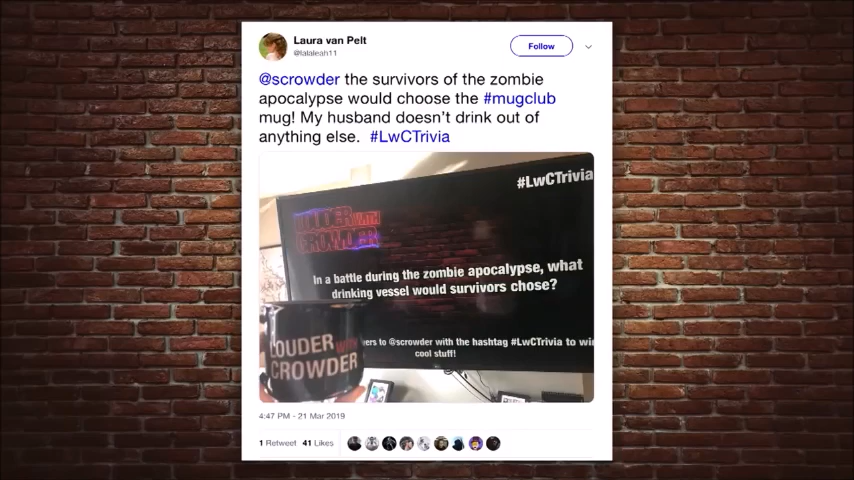 Laura van Pelt
@lalaleah11
Follow
@scrowder the survivors of the zombie
apocalypse would choose the #mugclub
mug! My husband doesn't drink out of
anything else. #LwCTrivia
#LwCTrivia
LOUDER WITH
CROWDER
In a battle during the zombie apocalypse, what
drinking vessel would survivors chose?
to @scrowder with the hashtag #LwCTrivia to win
cool stuff!
LOUDER WITH
CROWDER
4:47 PM - 21 Mar 2019
1 Retweet 41 Likes